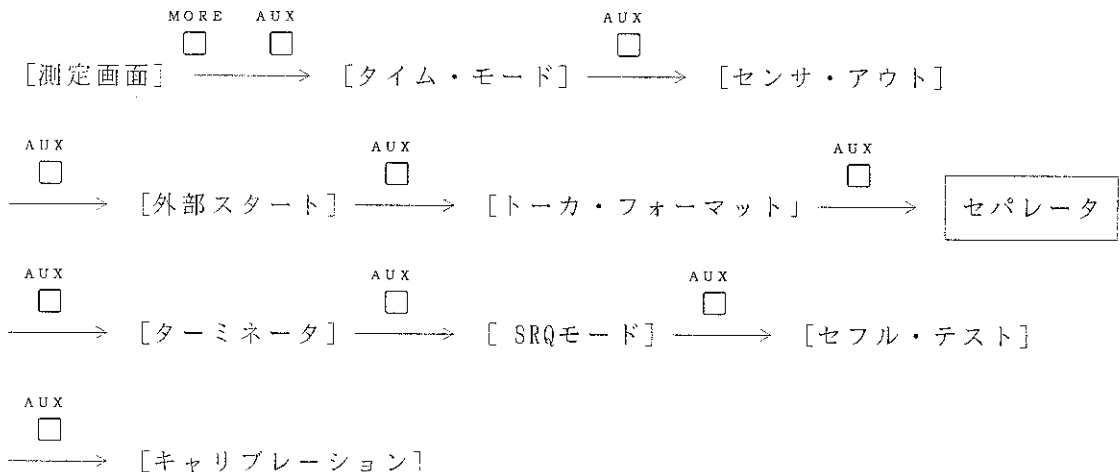 MORE AUX AUX
[測定画面] [タイム・モード] [センサ・アウト]
AUX AUX AUX
[外部スタート] [トーカ・フォーマット」 セパレータ
AUX AUX AUX
[ターミネータ] [ SRQモード] [セフル・テスト]
AUX
[キャリブレーション]